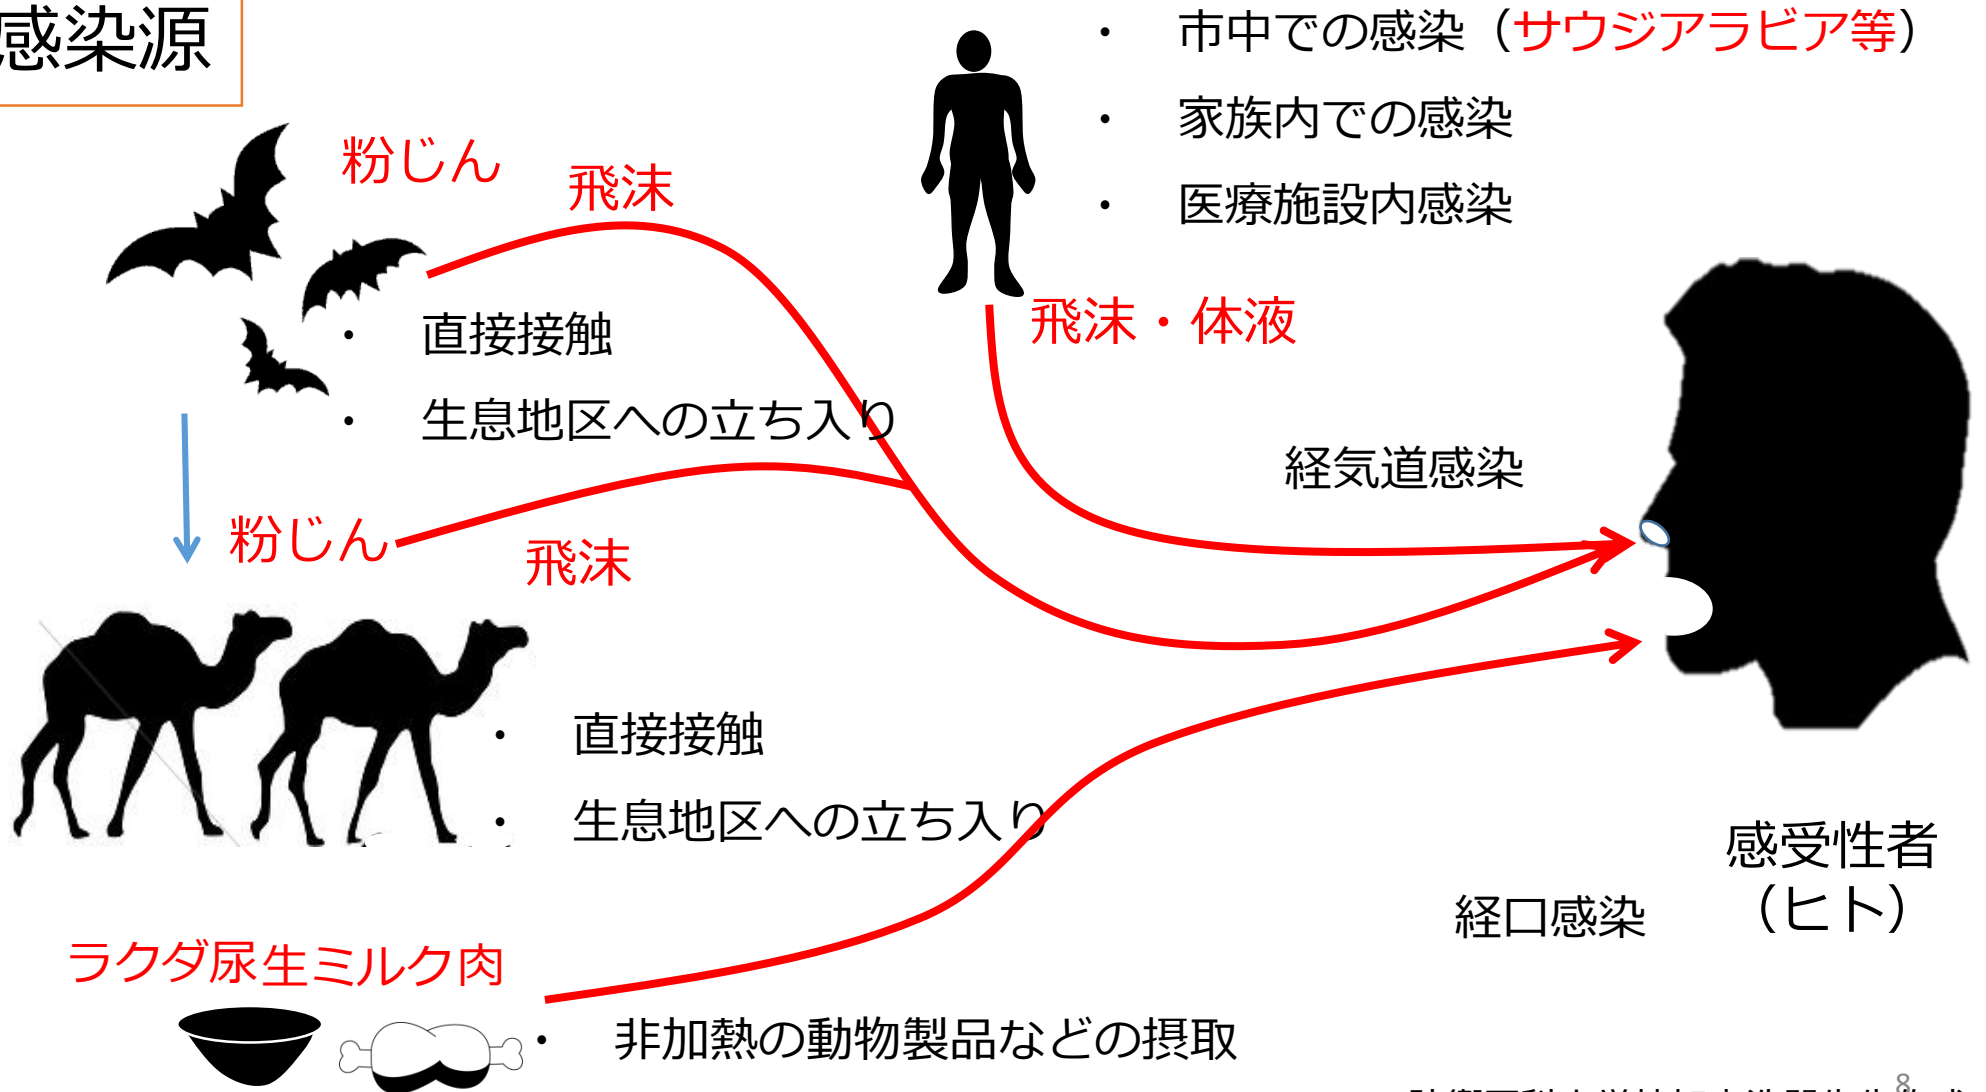 感染源
・ 市中での感染（サウジアラビア等）
・ 家族内での感染
・ 医療施設内感染
粉じん
飛沫
・ 直接接触
・ 生息地区への立ち入り
飛沫・体液
経気道感染
粉じん
飛沫
・ 直接接触
・ 生息地区への立ち入り
感受性者
（ヒト）
経口感染
ラクダ尿 生ミルク肉
・ 非加熱の動物製品などの摂取
8